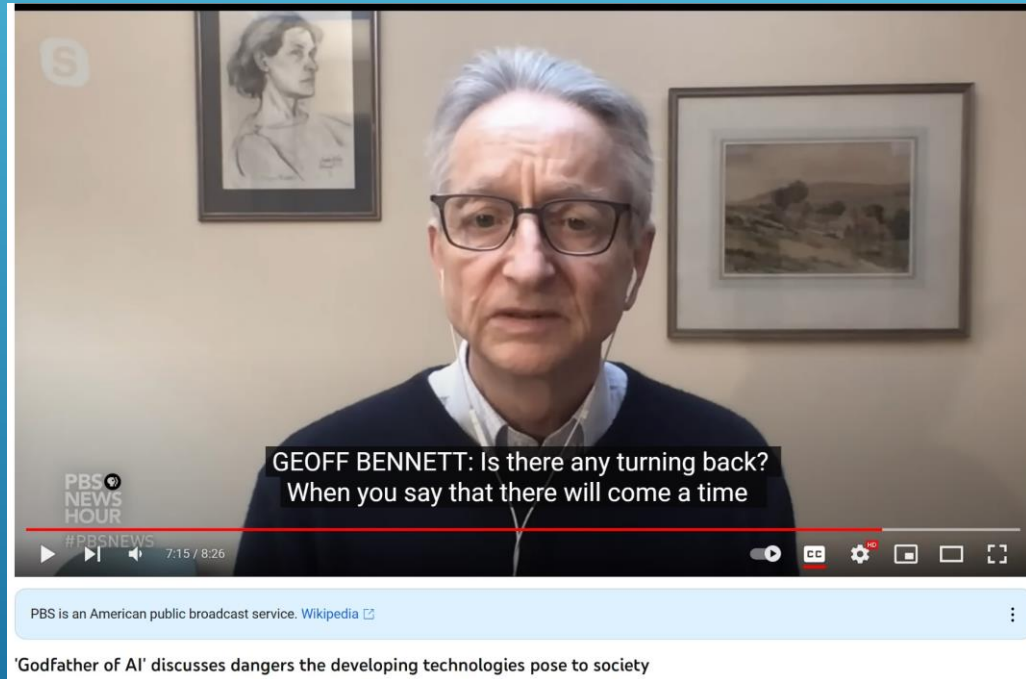 S
GEOFF BENNETT: Is there any turning back?
When you say that there will come a time
PBS
NEWS
HOUR
#PBSNEWS
7:15 / 8:26
CC
HD
PBS is an American public broadcast service. Wikipedia
'Godfather of AI' discusses dangers the developing technologies pose to society